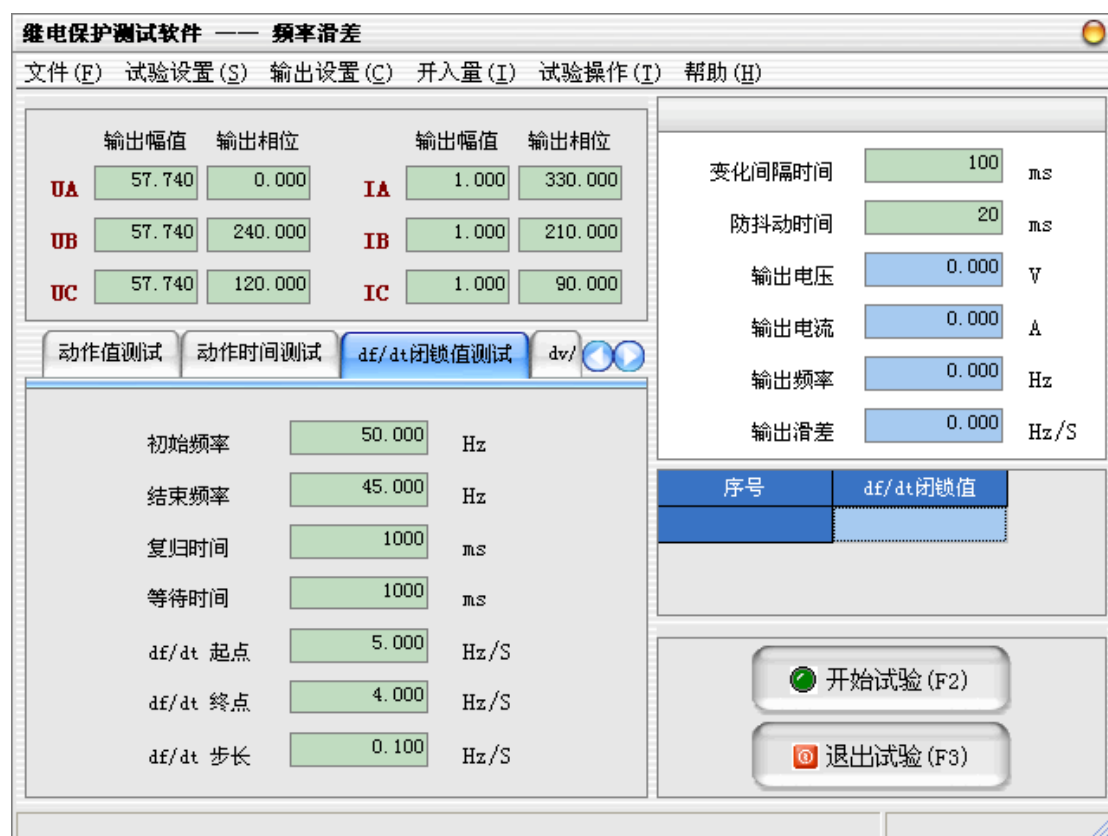 继电保护测试软件 —— 频率滑差
文件(F) 试验设置(S) 输出设置(C) 开入量(I) 试验操作(T) 帮助(H)
输出幅值 输出相位 输出幅值 输出相位
UA 57.740 0.000 IA 1.000 330.000
UB 57.740 240.000 IB 1.000 210.000
UC 57.740 120.000 IC 1.000 90.000
动作值测试 动作时间测试 df/dt闭锁值测试 dv/
初始频率 50.000 Hz
结束频率 45.000 Hz
复归时间 1000 ms
等待时间 1000 ms
df/dt 起点 5.000 Hz/S
df/dt 终点 4.000 Hz/S
df/dt 步长 0.100 Hz/S
变化间隔时间 100 ms
防抖动时间 20 ms
输出电压 0.000 V
输出电流 0.000 A
输出频率 0.000 Hz
输出滑差 0.000 Hz/S
序号 df/dt闭锁值
开始试验(F2)
退出试验(F3)